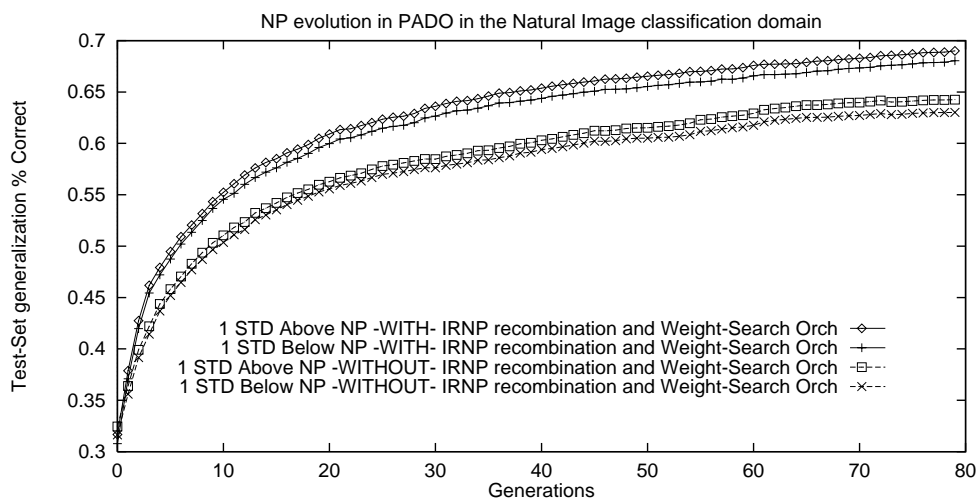 NP evolution in PADO in the Natural Image classification domain
0.7
0.65
0.6
0.55
0.5
0.45
0.4
0.35
0.3
Test-Set generalization % Correct
1 STD Above NP -WITH- IRNP recombination and Weight-Search Orch
1 STD Below NP -WITH- IRNP recombination and Weight-Search Orch
1 STD Above NP -WITHOUT- IRNP recombination and Weight-Search Orch
1 STD Below NP -WITHOUT- IRNP recombination and Weight-Search Orch
0 10 20 30 40 50 60 70 80
Generations